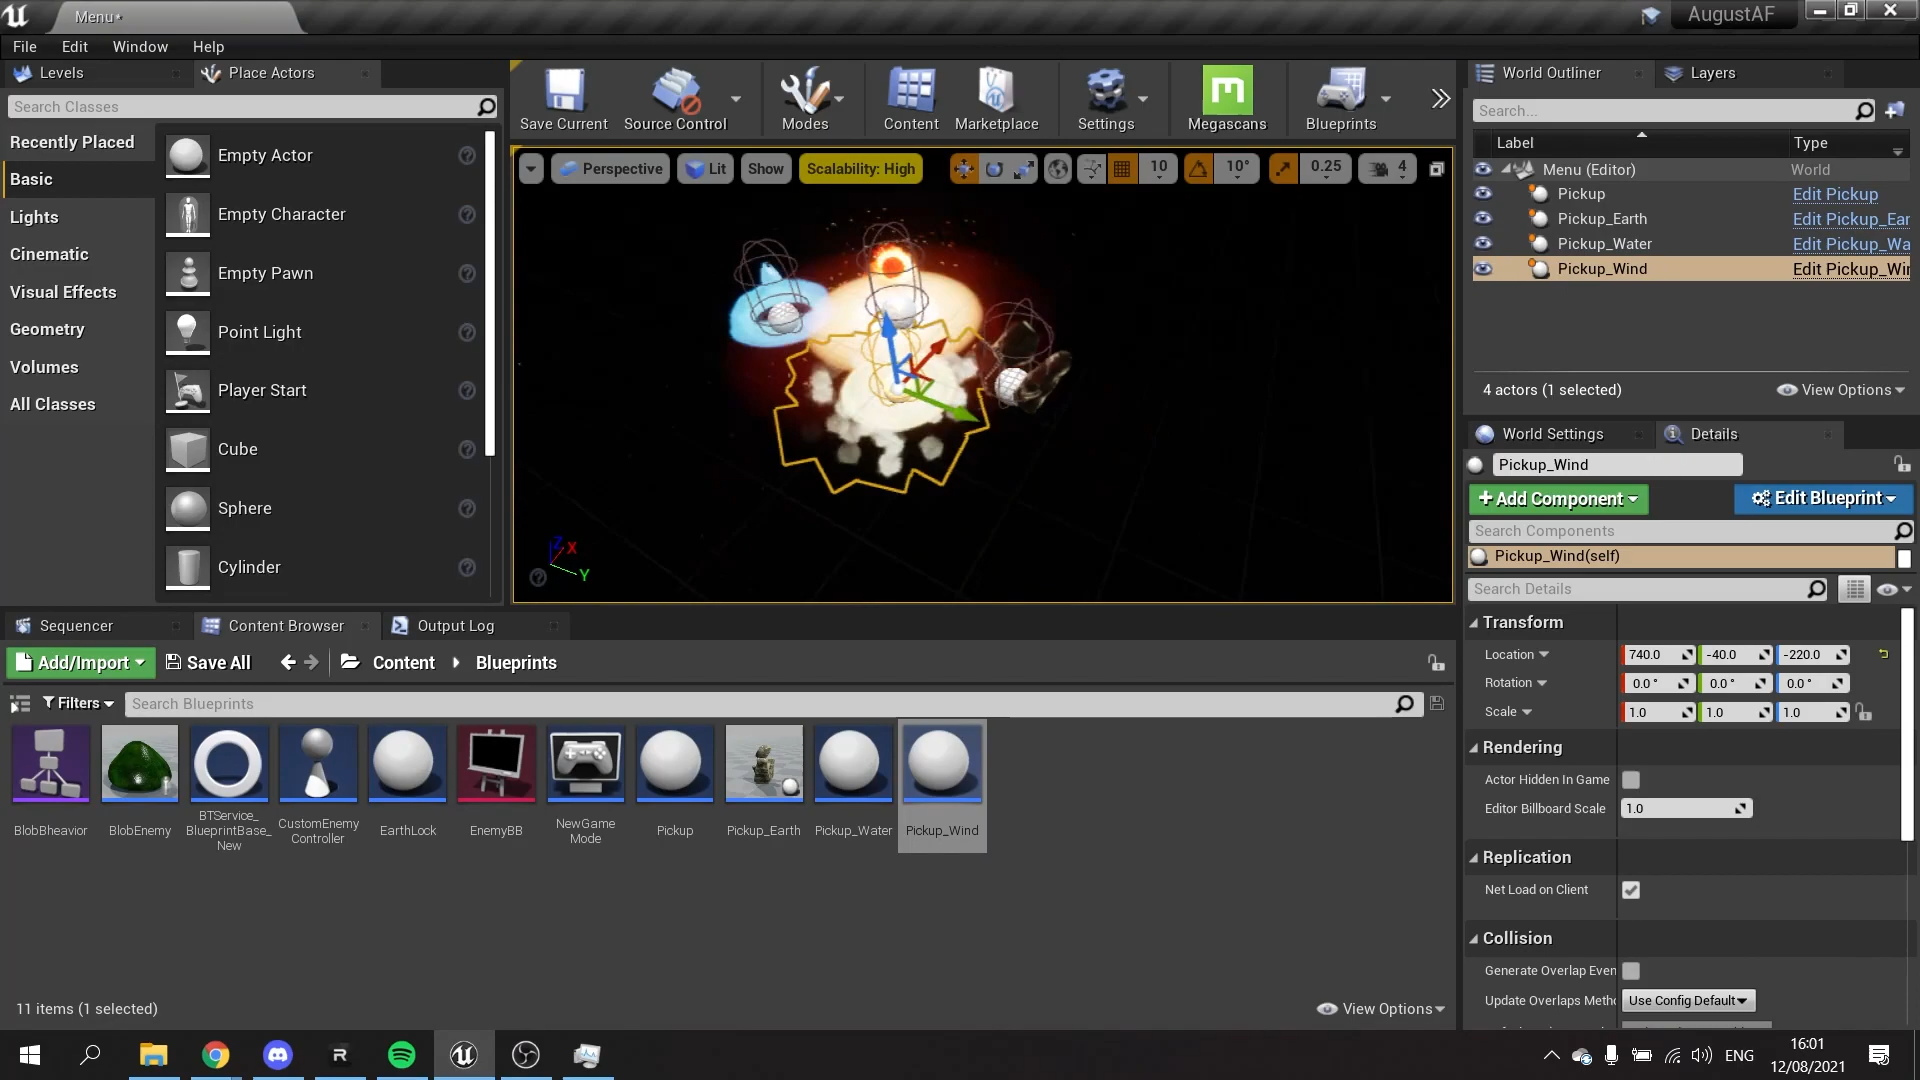 Menu*
AugustAF
File Edit Window Help
Levels
Place Actors
Search Classes
Recently Placed
Basic
Lights
Cinematic
Visual Effects
Geometry
Volumes
All Classes
Empty Actor
Empty Character
Empty Pawn
Point Light
Player Start
Cube
Sphere
Cylinder
Save Current
Source Control
Modes
Content
Marketplace
Settings
Megascans
Blueprints
Perspective
Lit
Show
Scalability: High
10
10°
0.25
4
Z X
Y
World Outliner
Layers
Search...
Label Type
Menu (Editor) World
Pickup Edit Pickup
Pickup_Earth Edit Pickup_Ear
Pickup_Water Edit Pickup_Wa
Pickup_Wind Edit Pickup_Wi
4 actors (1 selected)
View Options
World Settings
Details
Pickup_Wind
+ Add Component
Edit Blueprint
Search Components
Pickup_Wind(self)
Search Details
Transform
Location 740.0 -40.0 -220.0
Rotation 0.0° 0.0° 0.0°
Scale 1.0 1.0 1.0
Rendering
Actor Hidden In Game
Editor Billboard Scale 1.0
Replication
Net Load on Client
Collision
Generate Overlap Even
Update Overlaps Meth Use Config Default
Sequencer
Content Browser
Output Log
Add/Import
Save All
Content
Blueprints
Filters
Search Blueprints
BlobBheavior
BlobEnemy
BTService_
BlueprintBase_
New
CustomEnemy
Controller
EarthLock
EnemyBB
NewGame
Mode
Pickup
Pickup_Earth
Pickup_Water
Pickup_Wind
11 items (1 selected)
View Options
ENG
16:01
12/08/2021